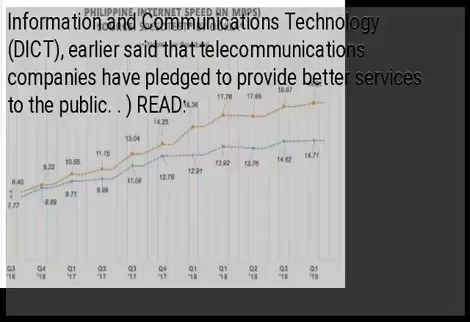 PHILIPPINE INTERNET SPEED (IN MBPS)
Information and Communications Technology
(DICT), earlier said that telecommunications
companies have pledged to provide better services
to the public. . ) READ:
17.78 17.66 18.67
14.25
13.04
11.15
10.55
9.22
8.40
7.77 8.89 9.71 9.98 11.58 12.78 12.91 13.92 13.76 14.52 14.71
Q3 Q4 Q1 Q2 Q3 Q4 Q1 Q2 Q3 Q4 Q1
'16 '16 '17 '17 '17 '17 '18 '18 '18 '18 '19